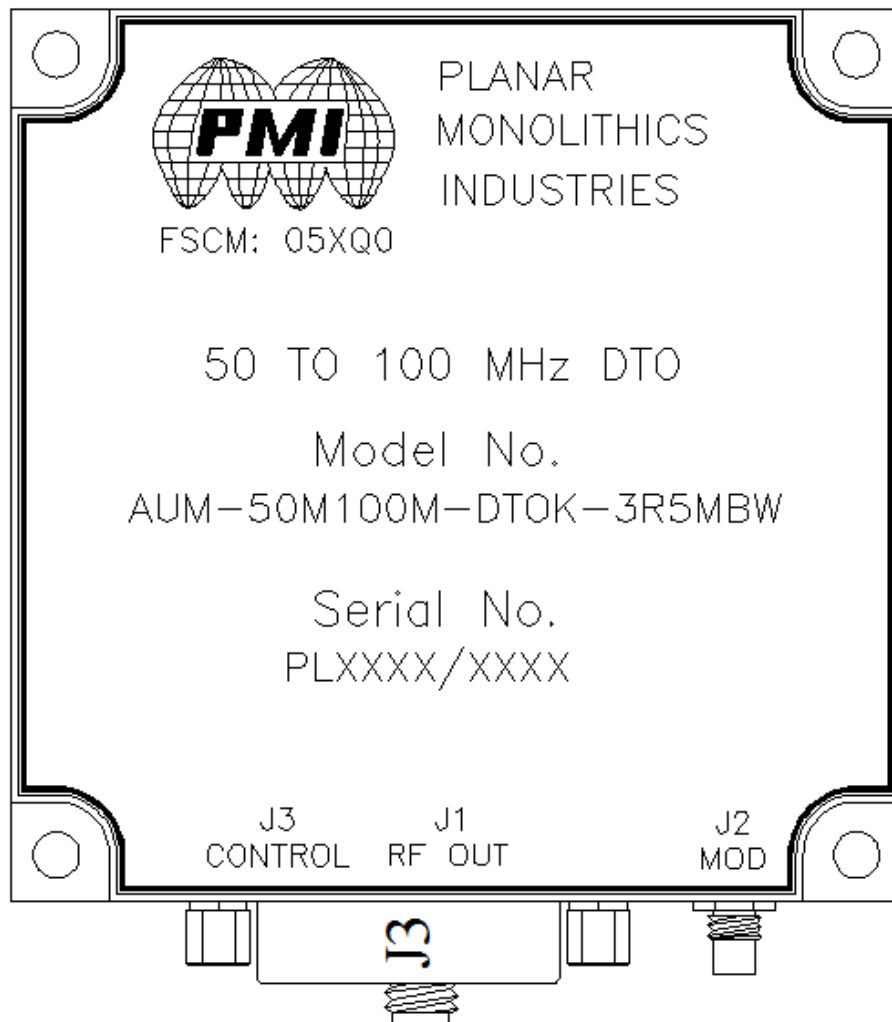 PMI
PLANAR
MONOLITHICS
INDUSTRIES
FSCM: 05XQ0
50 TO 100 MHz DTO
Model No.
AUM-50M100M-DTOK-3R5MBW
Serial No.
PLXXXX/XXXX
J3
CONTROL
J1
RF OUT
J2
MOD
J3